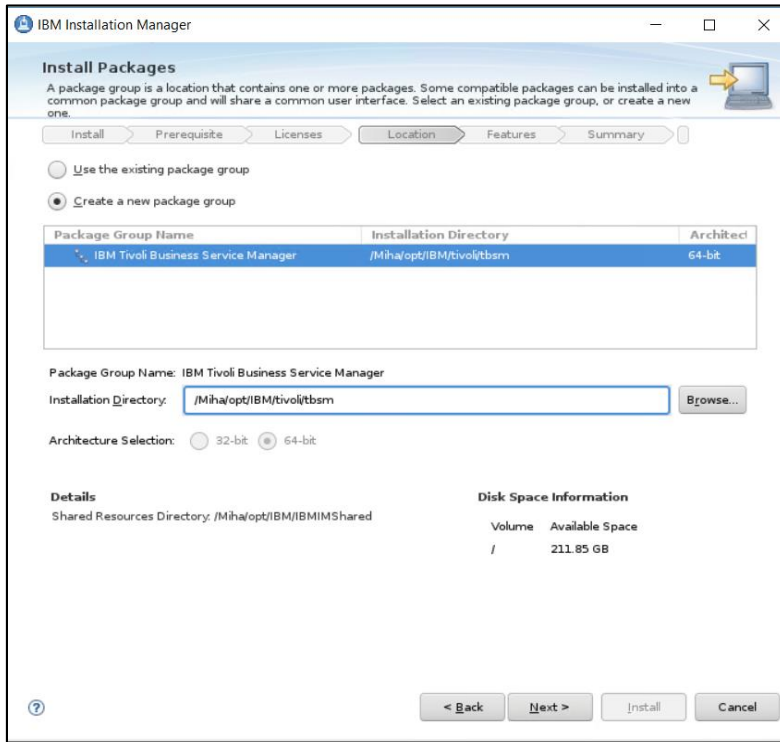 IBM Installation Manager
Install Packages
A package group is a location that contains one or more packages. Some compatible packages can be installed into a
common package group and will share a common user interface. Select an existing package group, or create a new
one.
Install Prerequisite Licenses Location Features Summary
Use the existing package group
Create a new package group
Package Group Name Installation Directory Architect
IBM Tivoli Business Service Manager /Miha/opt/IBM/tivoli/tbsm 64-bit
Package Group Name: IBM Tivoli Business Service Manager
Installation Directory: /Miha/opt/IBM/tivoli/tbsm Browse...
Architecture Selection: 32-bit 64-bit
Details Disk Space Information
Shared Resources Directory: /Miha/opt/IBM/IBMIMShared
Volume Available Space
/ 211.85 GB
? < Back Next > Install Cancel